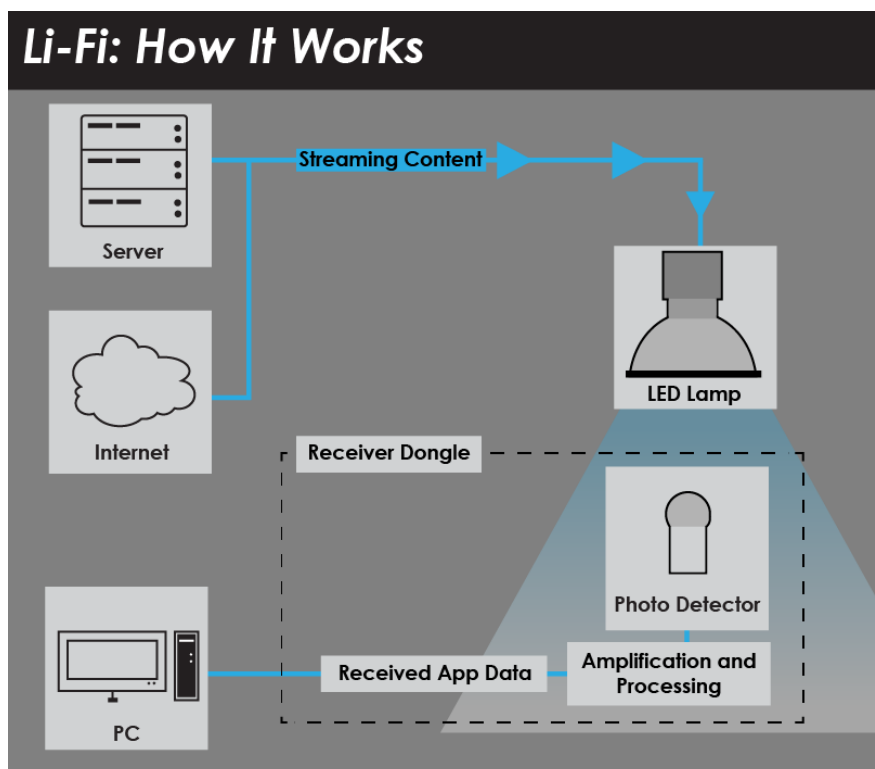 Li-Fi: How It Works
Server
Streaming Content
LED Lamp
Internet
Receiver Dongle
Photo Detector
Received App Data
Amplification and
Processing
PC